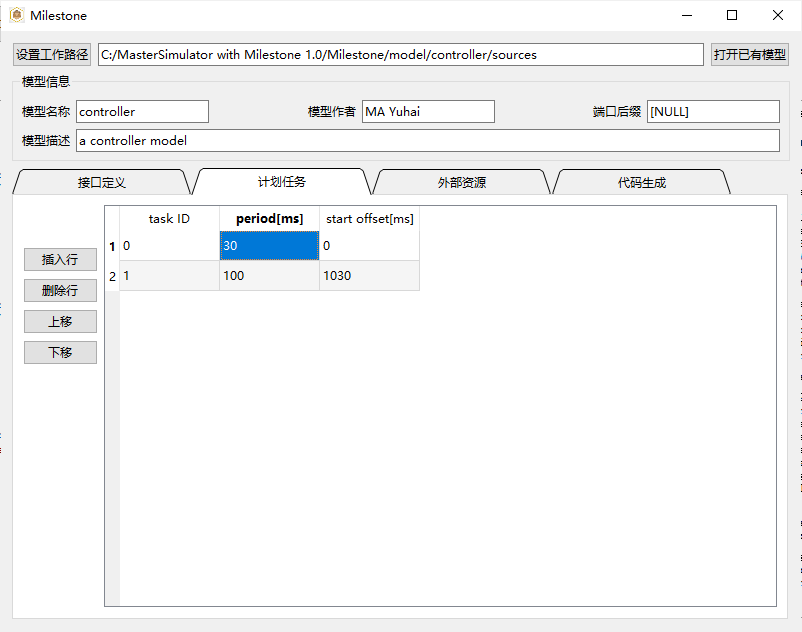 Milestone
设置工作路径 C:/MasterSimulator with Milestone 1.0/Milestone/model/controller/sources 打开已有模型
模型信息
模型名称 controller 模型作者 MA Yuhai 端口后缀 [NULL]
模型描述 a controller model
接口定义 计划任务 外部资源 代码生成
task ID period[ms] start offset[ms]
1 0 30 0
2 1 100 1030
插入行
删除行
上移
下移